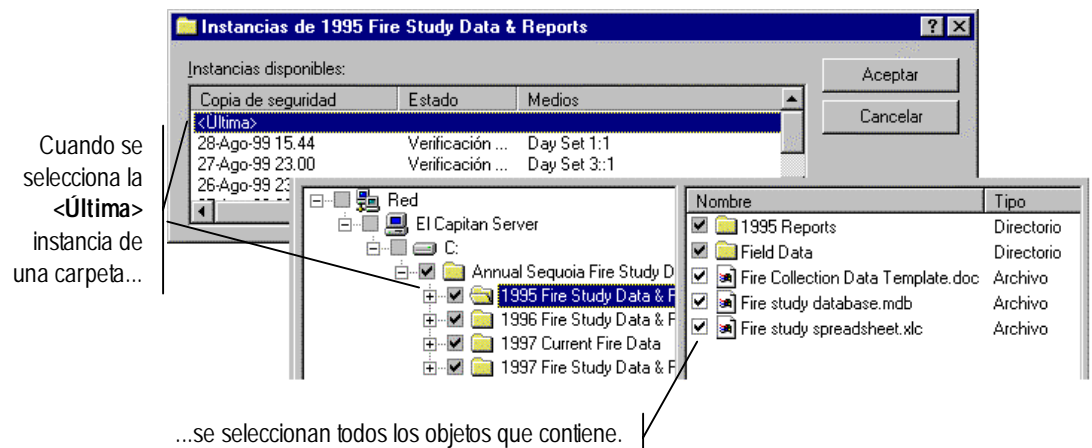 Instancias de 1995 Fire Study Data & Reports
Instancias disponibles:
Aceptar
Cancelar
Copia de seguridad Estado Medios
<Última>
28-Ago-99 15.44 Verificación ... Day Set 1:1
27-Ago-99 23.00 Verificación ... Day Set 3::1
26-Ago-99 23
Cuando se
selecciona la
<Última>
instancia de
una carpeta...
Red
El Capitan Server
C:
Annual Sequoia Fire Study D
1995 Fire Study Data & F
1996 Fire Study Data & F
1997 Current Fire Data
1997 Fire Study Data & F
Nombre Tipo
1995 Reports Directorio
Field Data Directorio
Fire Collection Data Template.doc Archivo
Fire study database.mdb Archivo
Fire study spreadsheet.xlc Archivo
...se seleccionan todos los objetos que contiene.